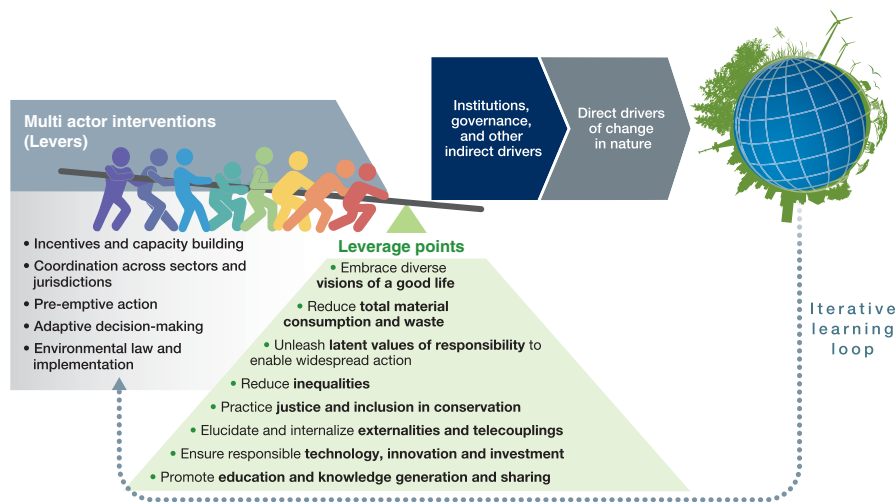 Multi actor interventions
(Levers)
• Incentives and capacity building
• Coordination across sectors and
jurisdictions
• Pre-emptive action
• Adaptive decision-making
• Environmental law and
implementation
Institutions,
governance,
and other
indirect drivers
Direct drivers
of change
in nature
Leverage points
• Embrace diverse
visions of a good life
• Reduce total material
consumption and waste
• Unleash latent values of responsibility to
enable widespread action
• Reduce inequalities
• Practice justice and inclusion in conservation
• Elucidate and internalize externalities and telecouplings
• Ensure responsible technology, innovation and investment
• Promote education and knowledge generation and sharing
Iterative
learning
loop